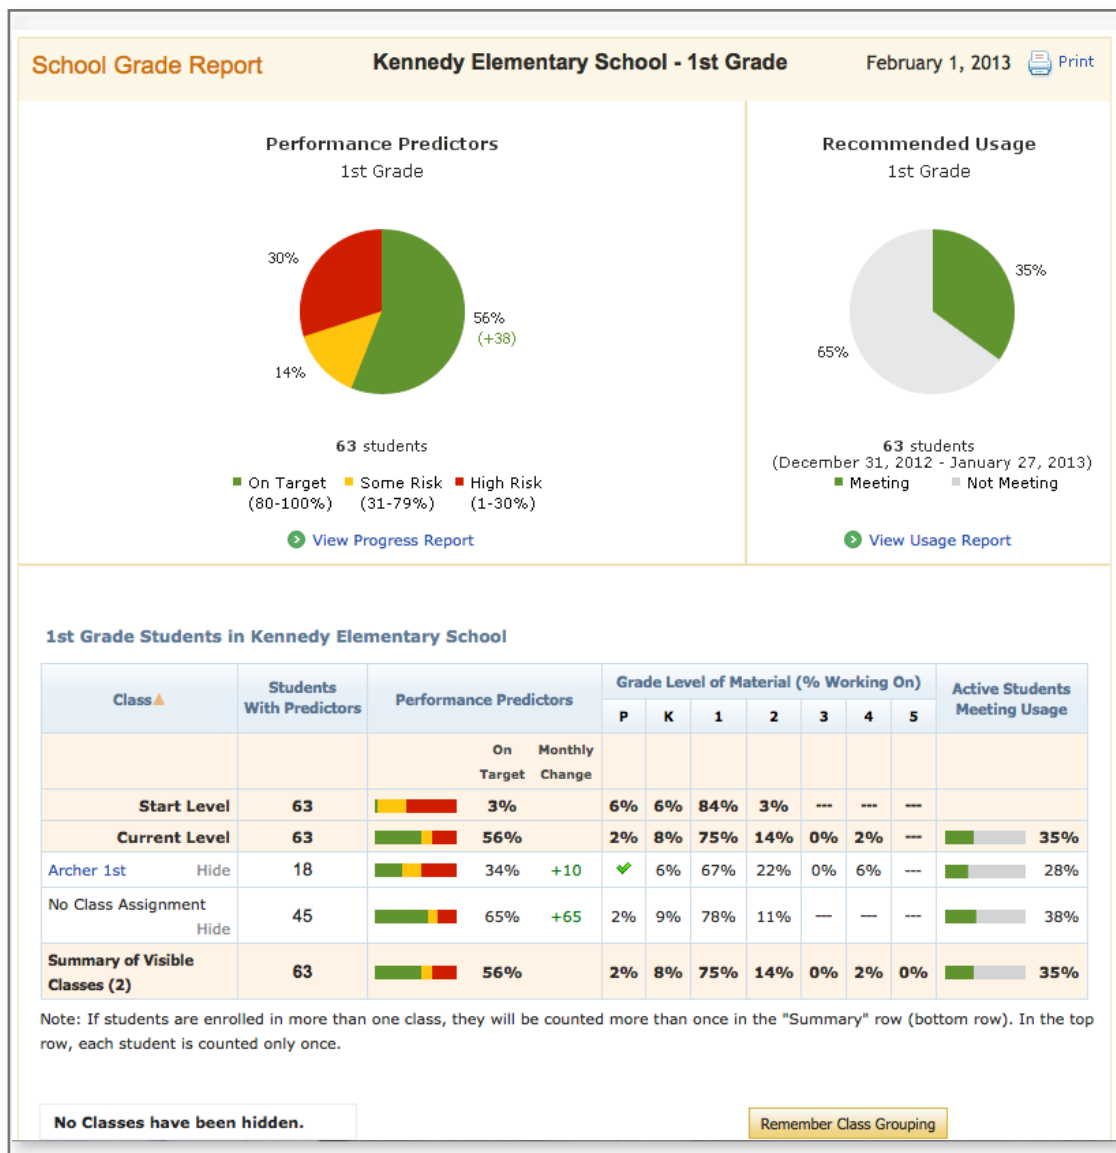 School Grade Report Kennedy Elementary School - 1st Grade February 1, 2013 Print
Performance Predictors
1st Grade
30%
56%
(+38)
14%
63 students
On Target Some Risk High Risk
(80-100%) (31-79%) (1-30%)
View Progress Report
Recommended Usage
1st Grade
35%
65%
63 students
(December 31, 2012 - January 27, 2013)
Meeting Not Meeting
View Usage Report
1st Grade Students in Kennedy Elementary School
Class Students With Predictors Performance Predictors Grade Level of Material (% Working On) Active Students Meeting Usage
P K 1 2 3 4 5
On Target Monthly Change
Start Level 63 3% 6% 6% 84% 3% --- --- ---
Current Level 63 56% 2% 8% 75% 14% 0% 2% --- 35%
Archer 1st Hide 18 34% +10 6% 67% 22% 0% 6% --- 28%
No Class Assignment Hide 45 65% +65 2% 9% 78% 11% --- --- --- 38%
Summary of Visible Classes (2) 63 56% 2% 8% 75% 14% 0% 2% 0% 35%
Note: If students are enrolled in more than one class, they will be counted more than once in the "Summary" row (bottom row). In the top
row, each student is counted only once.
No Classes have been hidden.
Remember Class Grouping